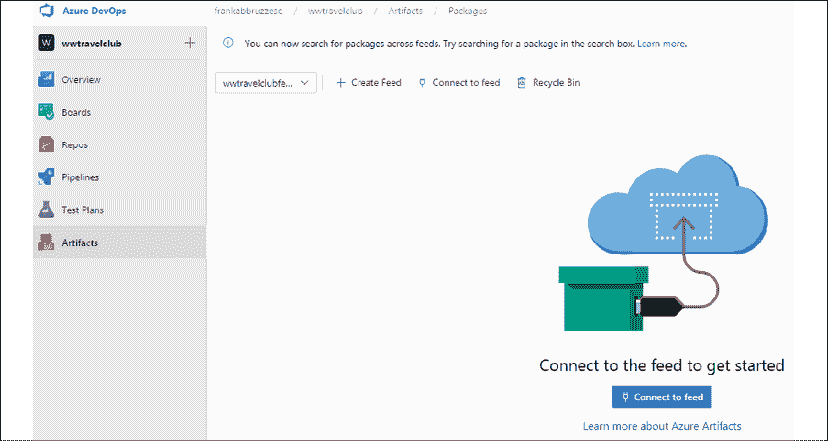 Azure DevOps
frankabbruzzese / wwtravelclub / Artifacts / Packages
W wwtravelclub
You can now search for packages across feeds. Try searching for a package in the search box. Learn more.
wwtravelclubfe... Create Feed Connect to feed Recycle Bin
Overview
Boards
Repos
Pipelines
Test Plans
Artifacts
Connect to the feed to get started
Connect to feed
Learn more about Azure Artifacts